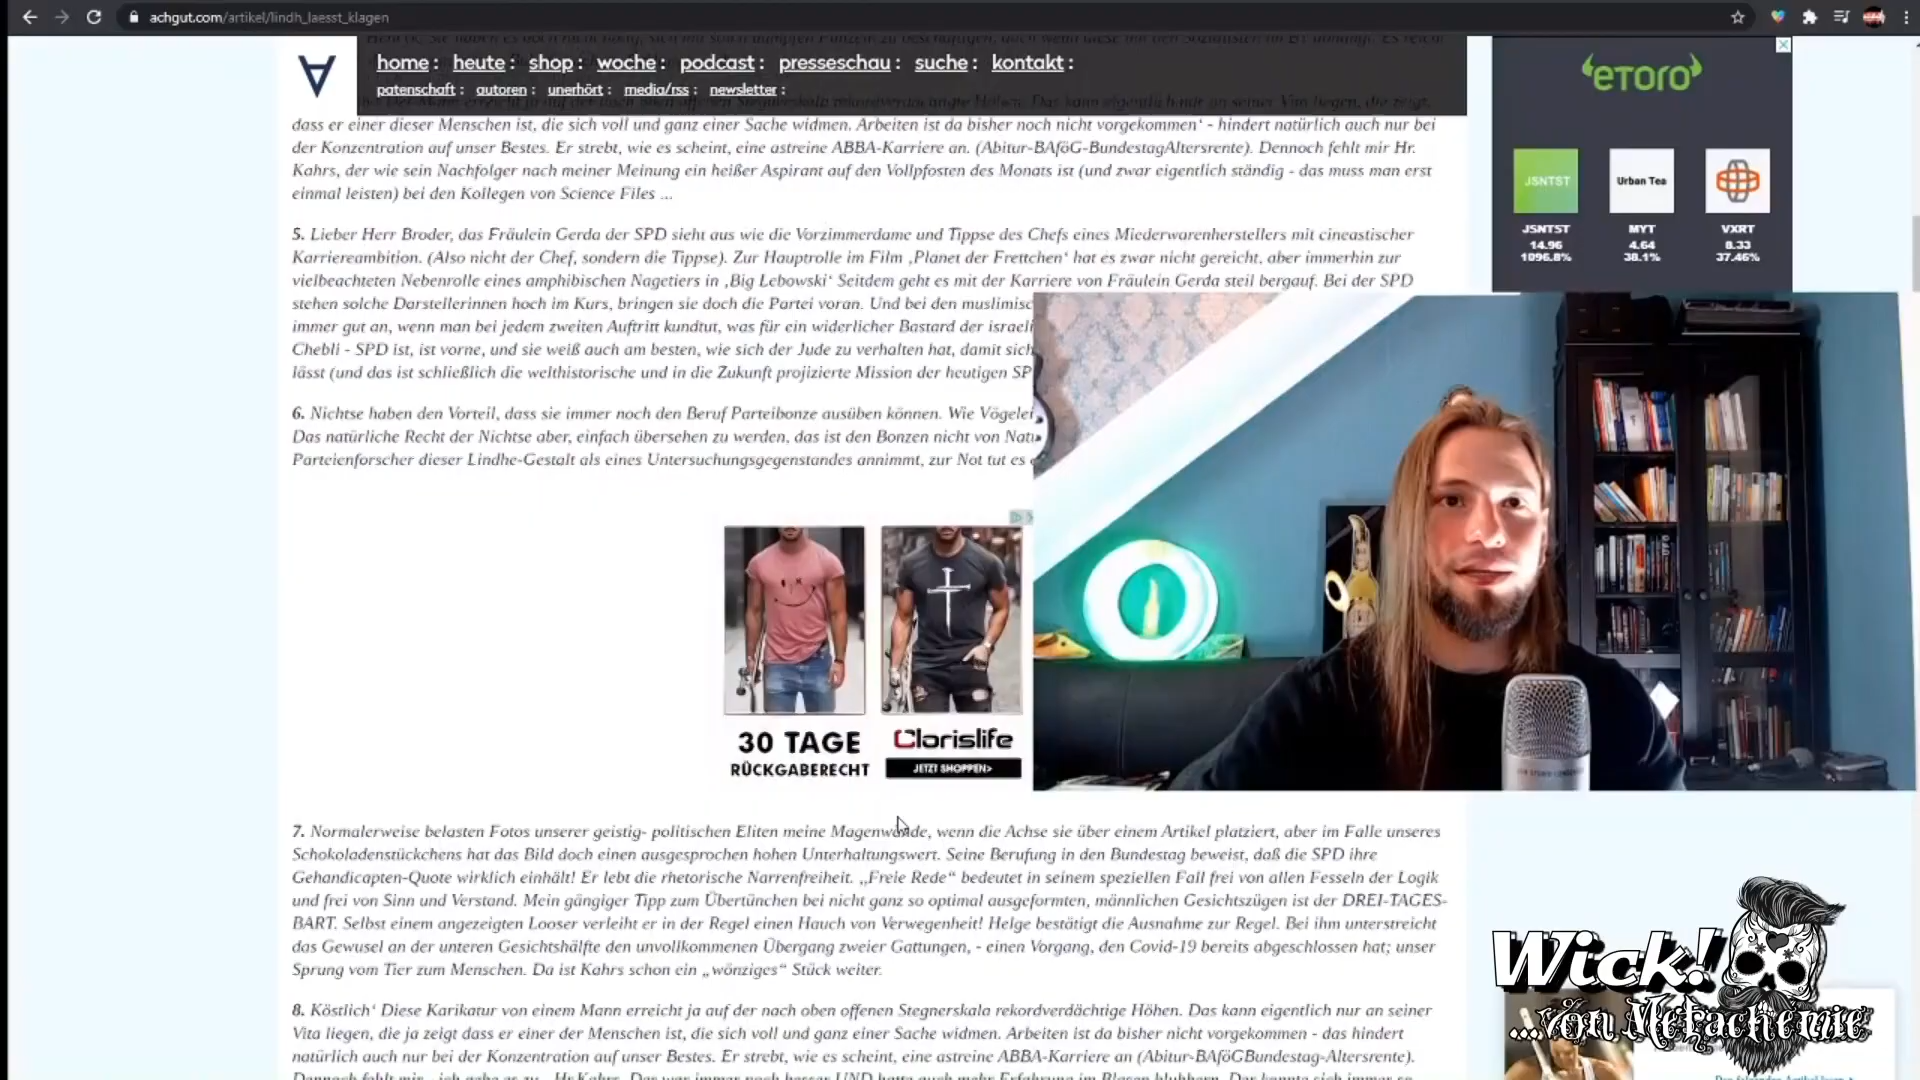 achgut.com/artikel/lindh_laesst_klagen
home : heute : shop : woche : podcast : presseschau : suche : kontakt :
patenschaft : autoren : unerhört : media/rss : newsletter :
dass er einer dieser Menschen ist, die sich voll und ganz einer Sache widmen. Arbeiten ist da bisher noch nicht vorgekommen‘ - hindert natürlich auch nur bei
der Konzentration auf unser Bestes. Er strebt, wie es scheint, eine astreine ABBA-Karriere an. (Abitur-BAföG-BundestagAltersrente). Dennoch fehlt mir Hr.
Kahrs, der wie sein Nachfolger nach meiner Meinung ein heißer Aspirant auf den Vollpfosten des Monats ist (und zwar eigentlich ständig - das muss man erst
einmal leisten) bei den Kollegen von Science Files ...
5. Lieber Herr Broder, das Fräulein Gerda der SPD sieht aus wie die Vorzimmerdame und Tippse des Chefs eines Miederwarenherstellers mit cineastischer
Karriereambition. (Also nicht der Chef, sondern die Tippse). Zur Hauptrolle im Film ‚Planet der Frettchen‘ hat es zwar nicht gereicht, aber immerhin zur
vielbeachteten Nebenrolle eines amphibischen Nagetiers in ‚Big Lebowski‘ Seitdem geht es mit der Karriere von Fräulein Gerda steil bergauf. Bei der SPD
stehen solche Darstellerinnen hoch im Kurs, bringen sie doch die Partei voran. Und bei den muslimisc
immer gut an, wenn man bei jedem zweiten Auftritt kundtut, was für ein widerlicher Bastard der israeli
Chebli - SPD ist, ist vorne, und sie weiß auch am besten, wie sich der Jude zu verhalten hat, damit sich
lässt (und das ist schließlich die welthistorische und in die Zukunft projizierte Mission der heutigen SP
6. Nichtse haben den Vorteil, dass sie immer noch den Beruf Parteibonze ausüben können. Wie Vögelei
Das natürliche Recht der Nichtse aber, einfach übersehen zu werden, das ist den Bonzen nicht von Natu
Parteienforscher dieser Lindhe-Gestalt als eines Untersuchungsgegenstandes annimmt, zur Not tut es
30 TAGE
RÜCKGABERECHT
Clorislife
JETZT SHOPPEN>
7. Normalerweise belasten Fotos unserer geistig- politischen Eliten meine Magenwände, wenn die Achse sie über einem Artikel platziert, aber im Falle unseres
Schokoladenstückchens hat das Bild doch einen ausgesprochen hohen Unterhaltungswert. Seine Berufung in den Bundestag beweist, daß die SPD ihre
Gehandicapten-Quote wirklich einhält! Er lebt die rhetorische Narrenfreiheit. „Freie Rede“ bedeutet in seinem speziellen Fall frei von allen Fesseln der Logik
und frei von Sinn und Verstand. Mein gängiger Tipp zum Übertünchen bei nicht ganz so optimal ausgeformten, männlichen Gesichtszügen ist der DREI-TAGES-
BART. Selbst einem angezeigten Looser verleiht er in der Regel einen Hauch von Verwegenheit! Helge bestätigt die Ausnahme zur Regel. Bei ihm unterstreicht
das Gewusel an der unteren Gesichtshälfte den unvollkommenen Übergang zweier Gattungen, - einen Vorgang, den Covid-19 bereits abgeschlossen hat; unser
Sprung vom Tier zum Menschen. Da ist Kahrs schon ein „wönziges“ Stück weiter.
8. Köstlich‘ Diese Karikatur von einem Mann erreicht ja auf der nach oben offenen Stegnerskala rekordverdächtige Höhen. Das kann eigentlich nur an seiner
Vita liegen, die ja zeigt dass er einer der Menschen ist, die sich voll und ganz einer Sache widmen. Arbeiten ist da bisher nicht vorgekommen - das hindert
natürlich auch nur bei der Konzentration auf unser Bestes. Er strebt, wie es scheint, eine astreine ABBA-Karriere an (Abitur-BAföGBundestag-Altersrente).
eToro
JSNTST
Urban Tea
JSNTST MYT VXRT
14.96 4.64 8.33
1096.8% 38.1% 37.46%
Wick!
...von Metachemie